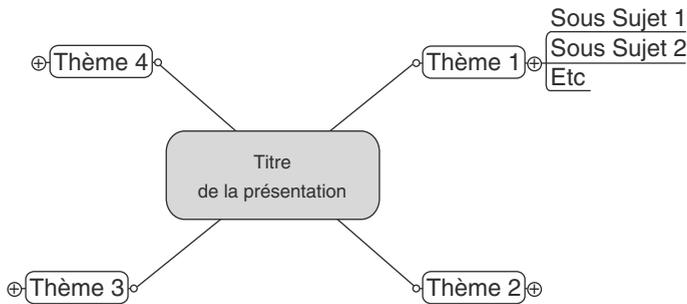 Titre
de la présentation
Thème 1
Sous Sujet 1
Sous Sujet 2
Etc
Thème 2
Thème 3
Thème 4